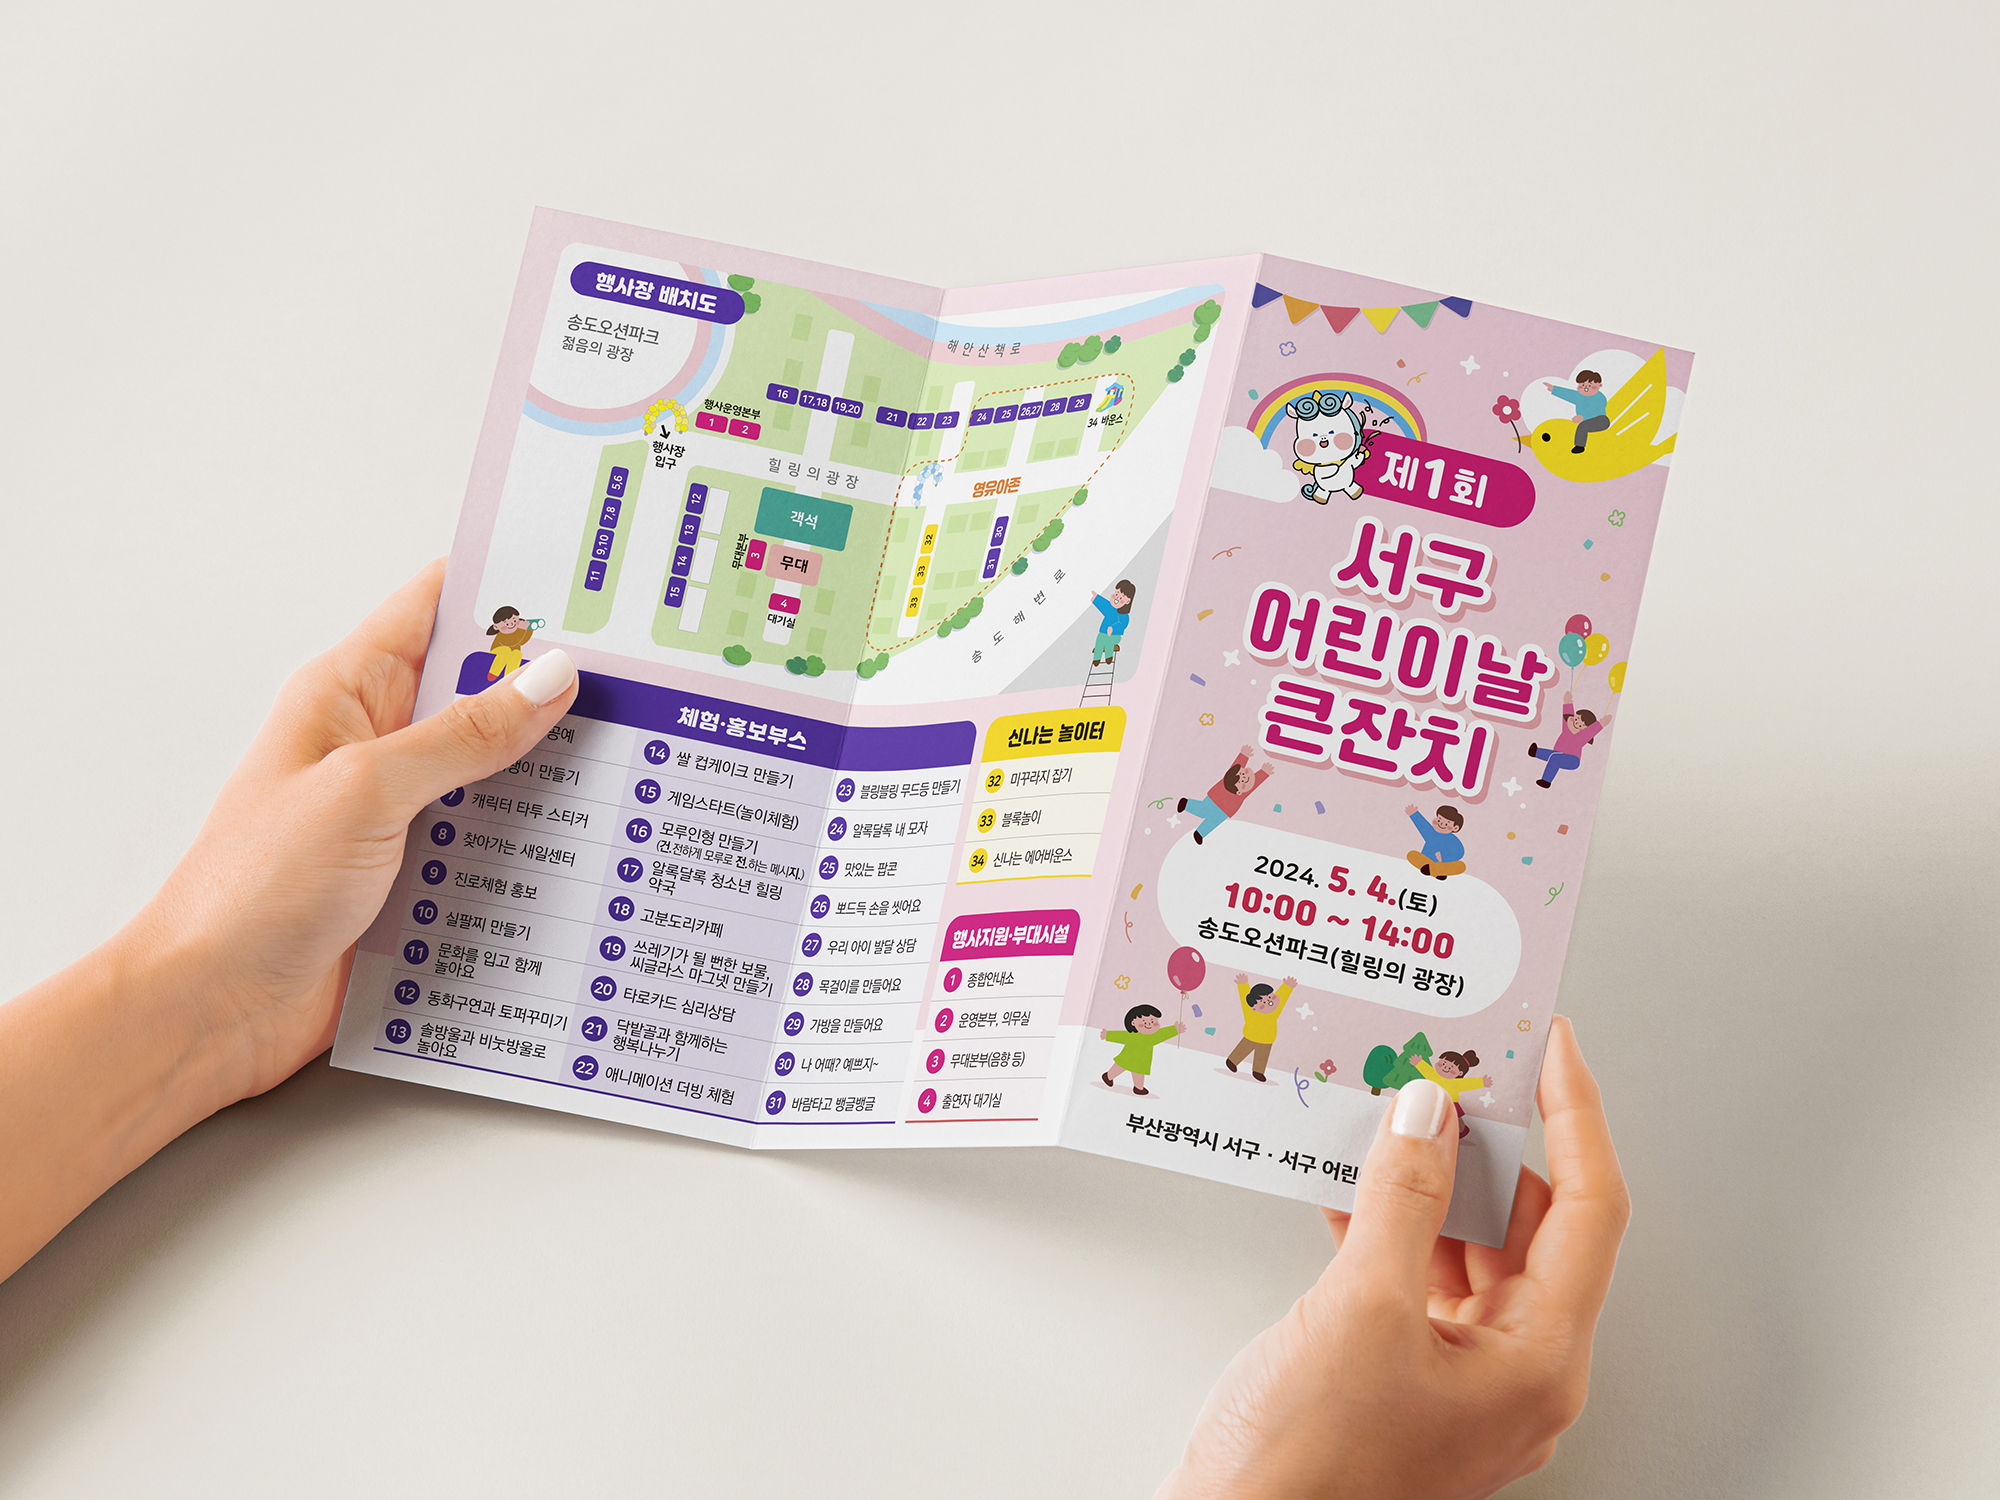 행사장 배치도
송도오션파크
젊음의 광장
행사장
입구
행사운영본부
1
2
16
17,18
19,20
21
22
23
24
25
26,27
28
29
34 바운스
해안산책로
힐링의광장
영유아존
5,6
7,8
9,10
11
12
13
14
15
객석
무대
무대본부
3
4
대기실
32
33
33
30
31
송도해변로
체험·홍보부스
공예
만들기
7 캐릭터 타투 스티커
8 찾아가는 새일센터
9 진로체험 홍보
10 실팔찌 만들기
11 문화를 입고 함께
놀아요
12 동화구연과 토퍼꾸미기
13 솔방울과 비눗방울로
놀아요
14 쌀 컵케이크 만들기
15 게임스타트(놀이체험)
16 모루인형 만들기
(건.전하게 모루로 전.하는 메시지.)
17 알록달록 청소년 힐링
약국
18 고분도리카페
19 쓰레기가 될 뻔한 보물,
씨글라스 마그넷 만들기
20 타로카드 심리상담
21 닥밭골과 함께하는
행복나누기
22 애니메이션 더빙 체험
23 블링블링 무드등 만들기
24 알록달록 내 모자
25 맛있는 팝콘
26 뽀드득 손을 씻어요
27 우리 아이 발달 상담
28 목걸이를 만들어요
29 가방을 만들어요
30 나 어때? 예쁘지~
31 바람타고 뱅글뱅글
신나는 놀이터
32 미꾸라지 잡기
33 블록놀이
34 신나는 에어바운스
행사지원·부대시설
1 종합안내소
2 운영본부, 의무실
3 무대본부(음향 등)
4 출연자 대기실
제1회
서구
어린이날
큰잔치
2024. 5. 4.(토)
10:00 ~ 14:00
송도오션파크(힐링의 광장)
부산광역시 서구 · 서구 어린